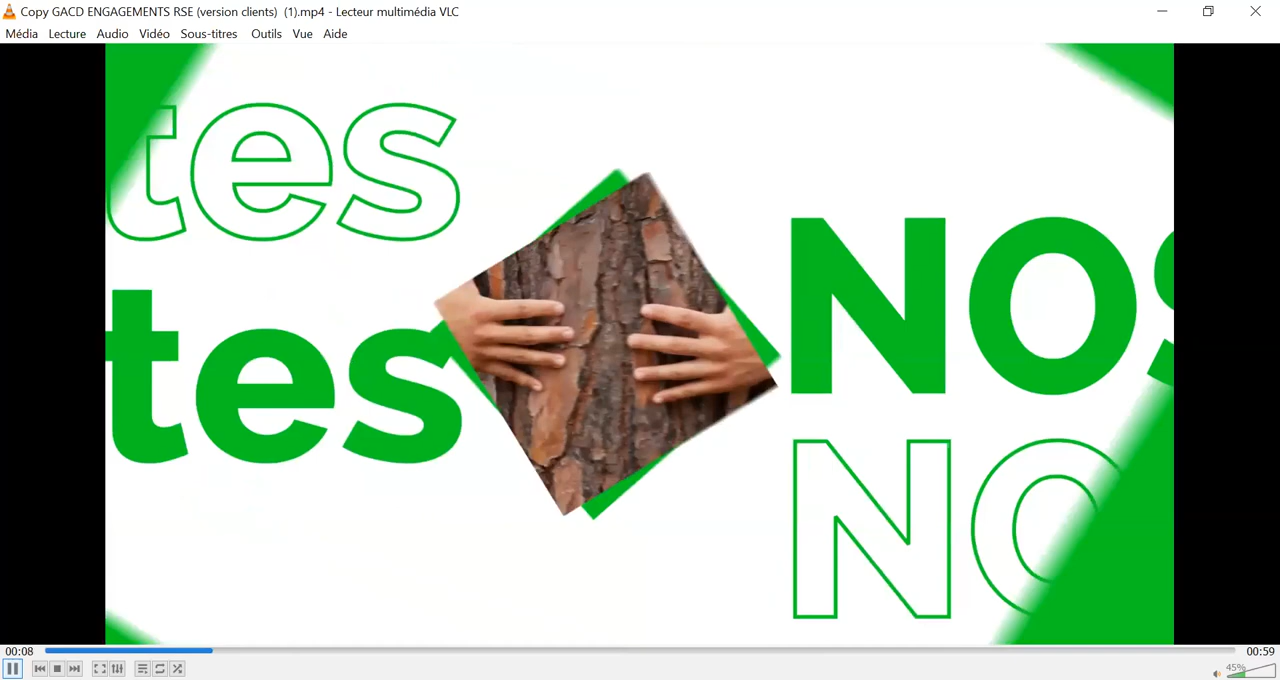 Copy GACD ENGAGEMENTS RSE (version clients) (1).mp4 - Lecteur multimédia VLC
Média Lecture Audio Vidéo Sous-titres Outils Vue Aide
tes
tes
NOS
NO
00:08
00:59
45%